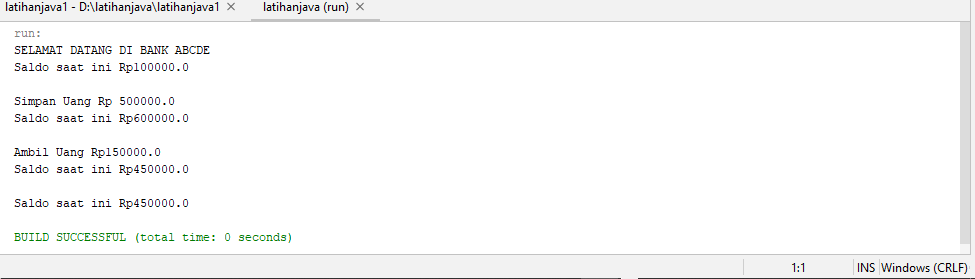 latihanjava1 - D:\latihanjava\latihanjava1 × latihanjava (run) ×
run:
SELAMAT DATANG DI BANK ABCDE
Saldo saat ini Rp100000.0
Simpan Uang Rp 500000.0
Saldo saat ini Rp600000.0
Ambil Uang Rp150000.0
Saldo saat ini Rp450000.0
Saldo saat ini Rp450000.0
BUILD SUCCESSFUL (total time: 0 seconds)
1:1 INS Windows (CRLF)